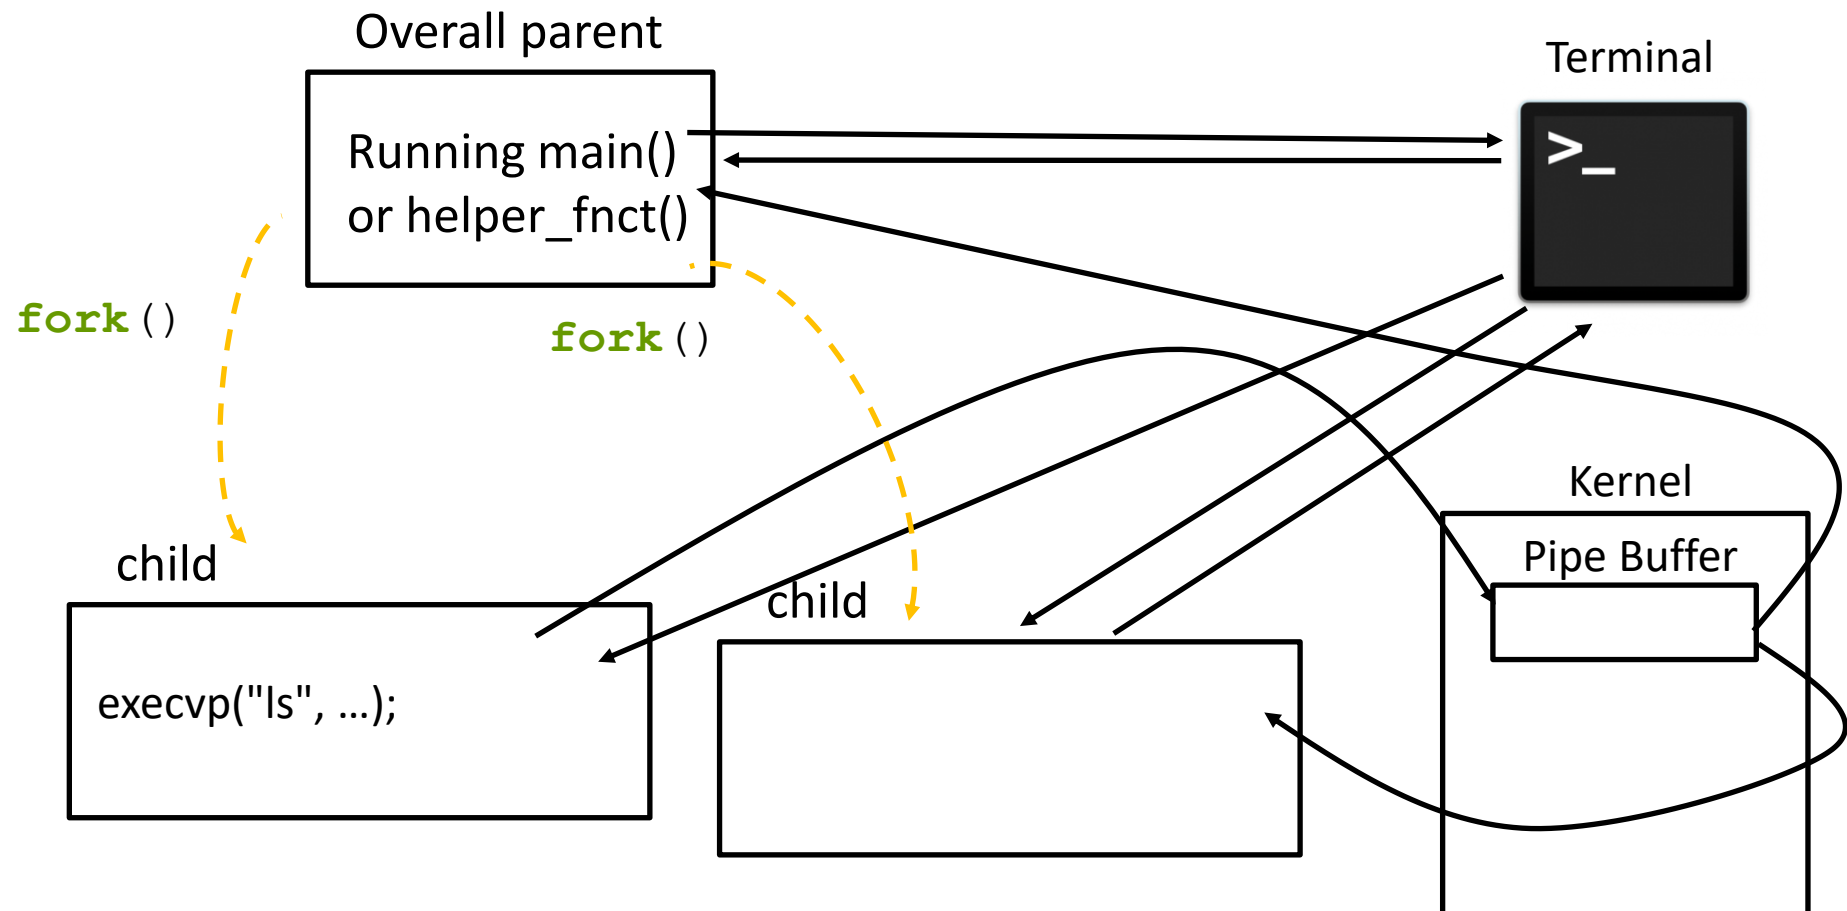 Overall parent
Terminal
Running main()
or helper_fnct()
>_
fork()
fork()
Kernel
Pipe Buffer
child
child
execvp("ls", …);